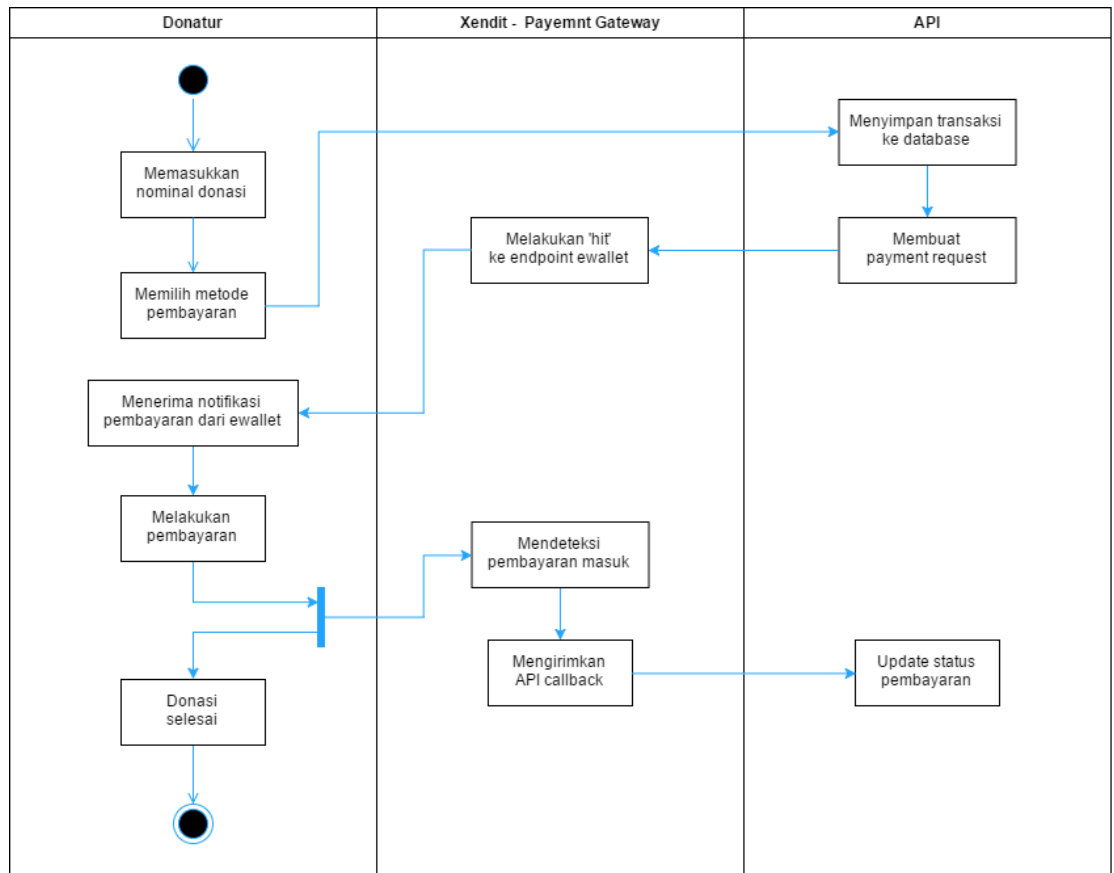 Donatur
Xendit - Payemnt Gateway
API
Menyimpan transaksi
ke database
Memasukkan
nominal donasi
Melakukan 'hit'
ke endpoint ewallet
Membuat
payment request
Memilih metode
pembayaran
Menerima notifikasi
pembayaran dari ewallet
Melakukan
pembayaran
Mendeteksi
pembayaran masuk
Mengirimkan
API callback
Update status
pembayaran
Donasi
selesai